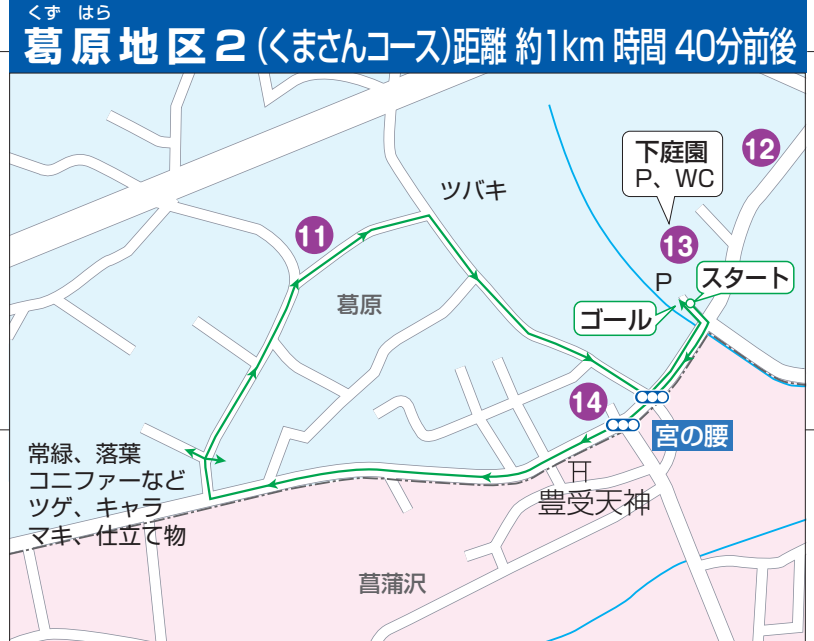 くず はら
葛原地区2(くまさんコース)距離 約1km 時間 40分前後
下庭園
P、WC
12
ツバキ
11
13
P
スタート
葛原
ゴール
14
宮の腰
常緑、落葉
コニファーなど
ツゲ、キャラ
マキ、仕立て物
豊受天神
菖蒲沢